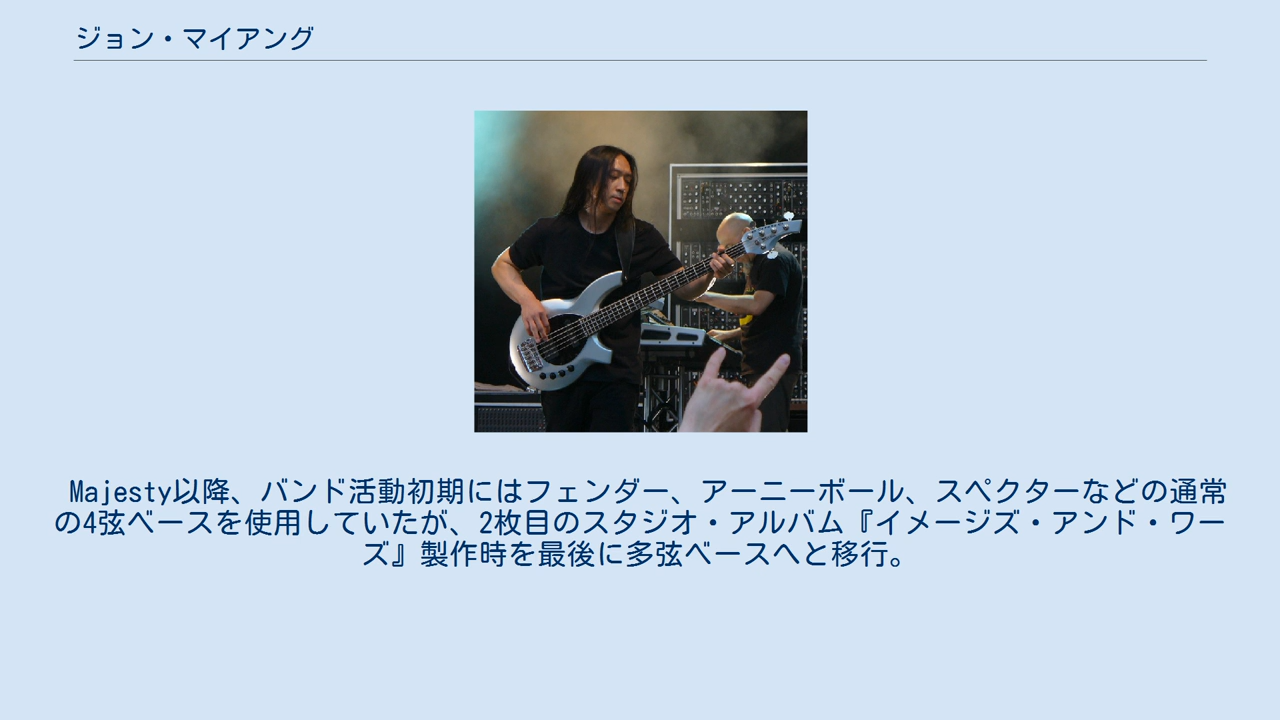 ジョン・マイアング
Majesty以降、バンド活動初期にはフェンダー、アーニーボール、スペクターなどの通常
の4弦ベースを使用していたが、2枚目のスタジオ・アルバム『イメージズ・アンド・ワー
ズ』製作時を最後に多弦ベースへと移行。